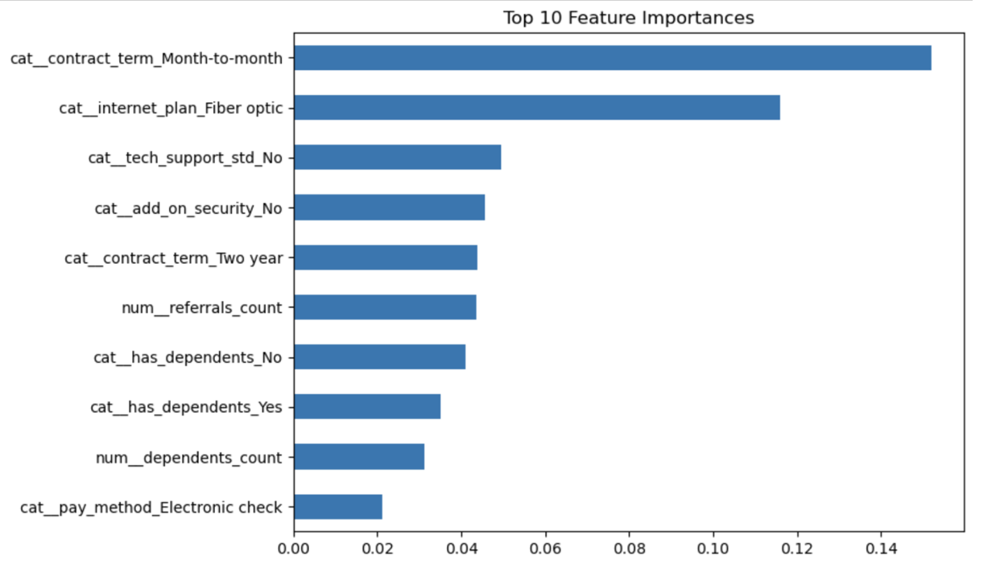 Top 10 Feature Importances
cat__contract_term_Month-to-month
cat__internet_plan_Fiber optic
cat__tech_support_std_No
cat__add_on_security_No
cat__contract_term_Two year
num__referrals_count
cat__has_dependents_No
cat__has_dependents_Yes
num__dependents_count
cat__pay_method_Electronic check
0.00 0.02 0.04 0.06 0.08 0.10 0.12 0.14